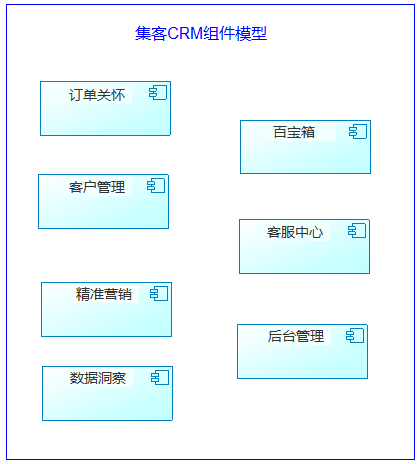 集客CRM组件模型
订单关怀
百宝箱
客户管理
客服中心
精准营销
后台管理
数据洞察